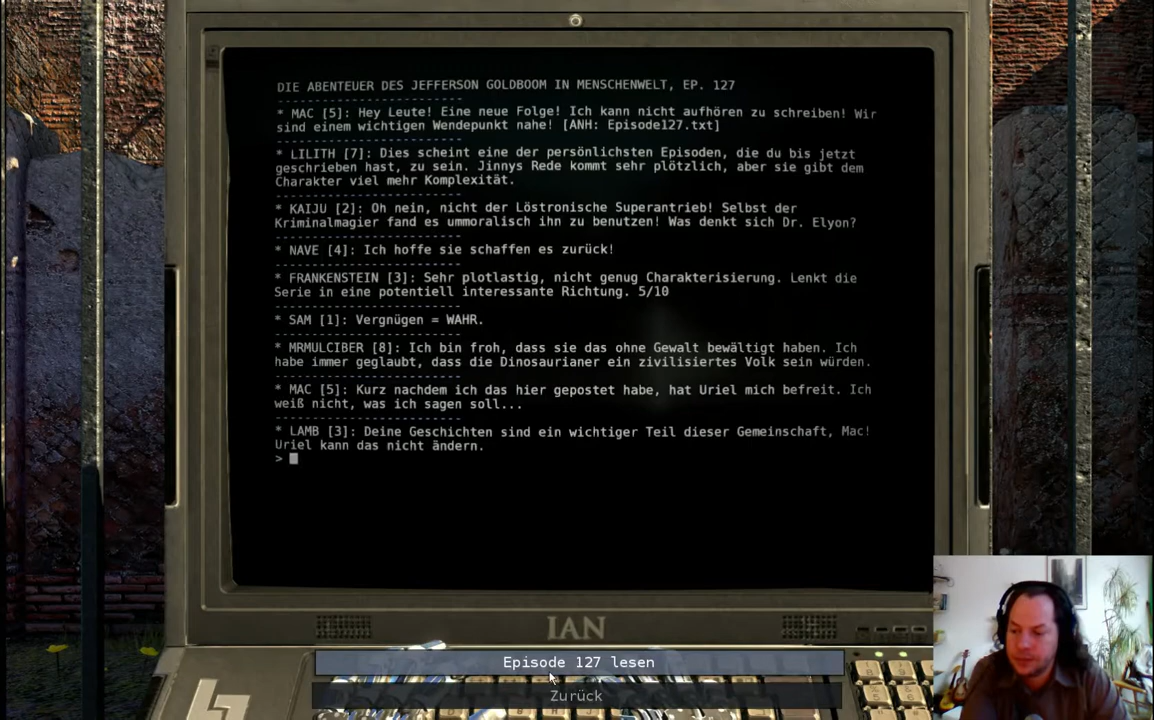 DIE ABENTEUER DES JEFFERSON GOLDBOOM IN MENSCHENWELT, EP. 127
-------------------------
* MAC [5]: Hey Leute! Eine neue Folge! Ich kann nicht aufhören zu schreiben! Wir
sind einem wichtigen Wendepunkt nahe! [ANH: Episode127.txt]
-------------------------
* LILITH [7]: Dies scheint eine der persönlichsten Episoden, die du bis jetzt
geschrieben hast, zu sein. Jinnys Rede kommt sehr plötzlich, aber sie gibt dem
Charakter viel mehr Komplexität.
-------------------------
* KAIJU [2]: Oh nein, nicht der Löstronische Superantrieb! Selbst der
Kriminalmagier fand es ummoralisch ihn zu benutzen! Was denkt sich Dr. Elyon?
-------------------------
* NAVE [4]: Ich hoffe sie schaffen es zurück!
-------------------------
* FRANKENSTEIN [3]: Sehr plotlastig, nicht genug Charakterisierung. Lenkt die
Serie in eine potentiell interessante Richtung. 5/10
-------------------------
* SAM [1]: Vergnügen = WAHR.
-------------------------
* MRMULCIBER [8]: Ich bin froh, dass sie das ohne Gewalt bewältigt haben. Ich
habe immer geglaubt, dass die Dinosaurianer ein zivilisiertes Volk sein würden.
-------------------------
* MAC [5]: Kurz nachdem ich das hier gepostet habe, hat Uriel mich befreit. Ich
weiß nicht, was ich sagen soll...
-------------------------
* LAMB [3]: Deine Geschichten sind ein wichtiger Teil dieser Gemeinschaft, Mac!
Uriel kann das nicht ändern.
>
IAN
Episode 127 lesen
Zurück